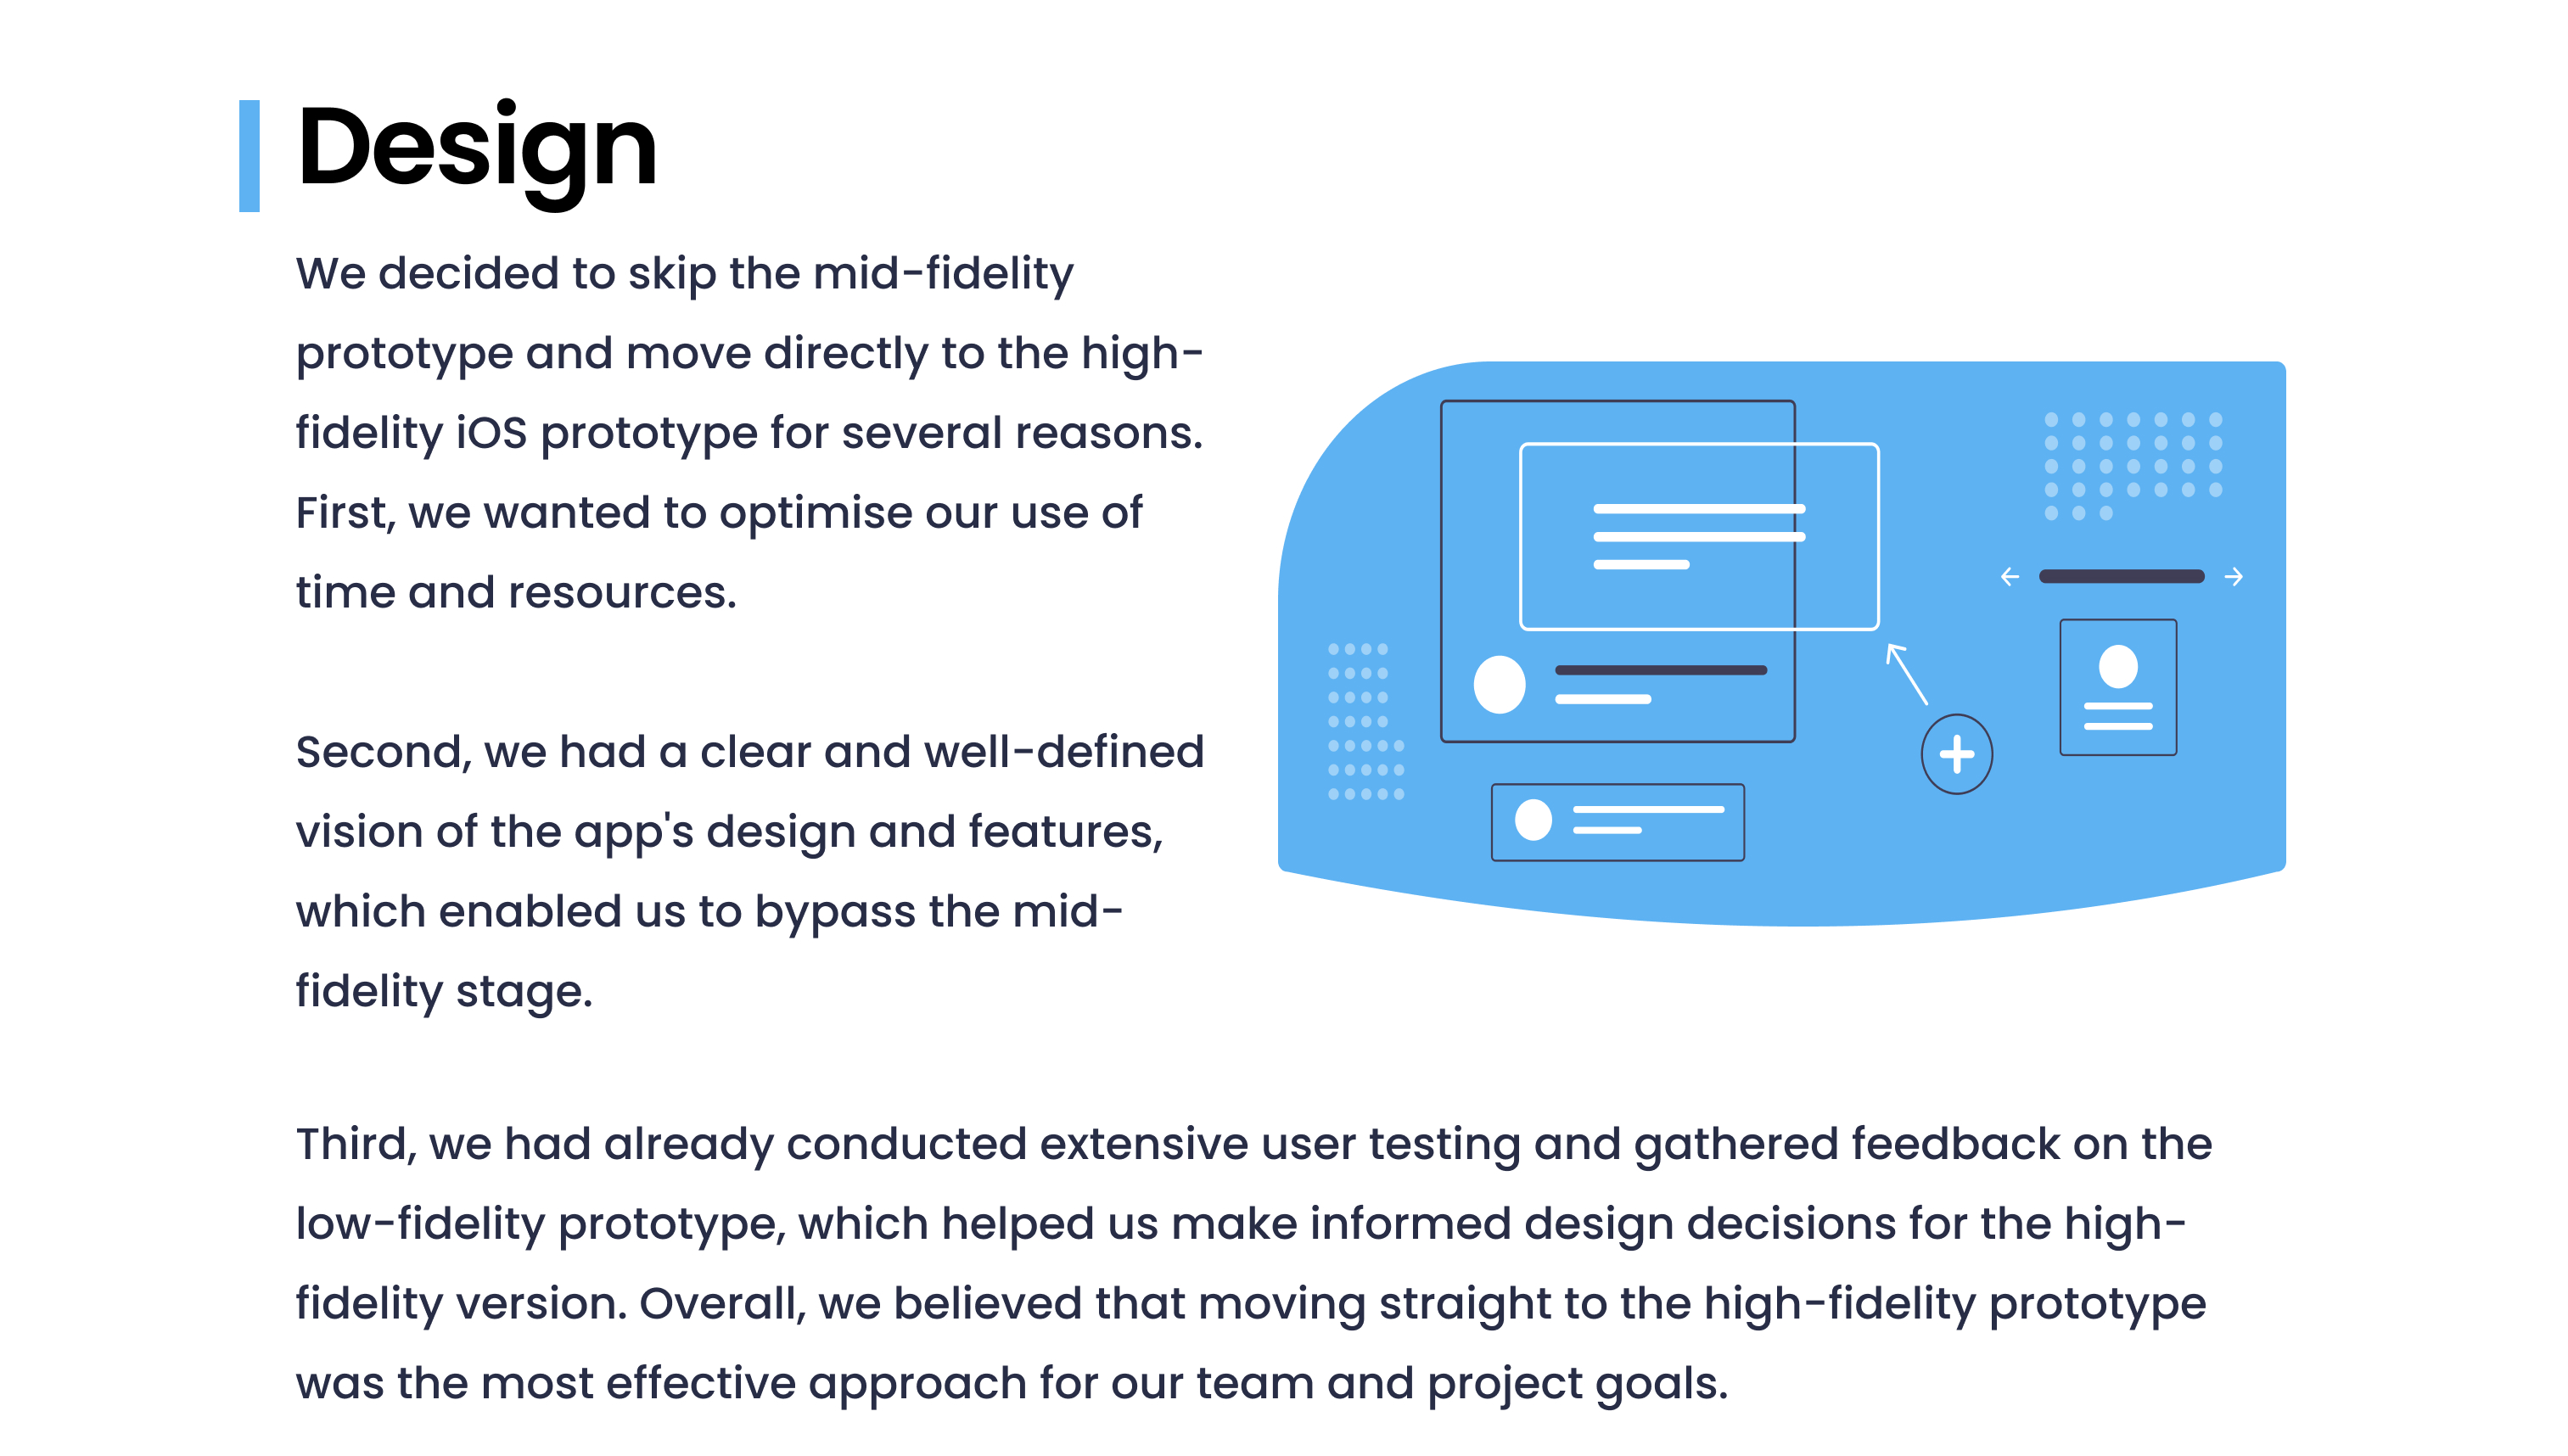 Design
We decided to skip the mid-fidelity
prototype and move directly to the high-
fidelity iOS prototype for several reasons.
First, we wanted to optimise our use of
time and resources.
Second, we had a clear and well-defined
vision of the app's design and features,
which enabled us to bypass the mid-
fidelity stage.
Third, we had already conducted extensive user testing and gathered feedback on the
low-fidelity prototype, which helped us make informed design decisions for the high-
fidelity version. Overall, we believed that moving straight to the high-fidelity prototype
was the most effective approach for our team and project goals.